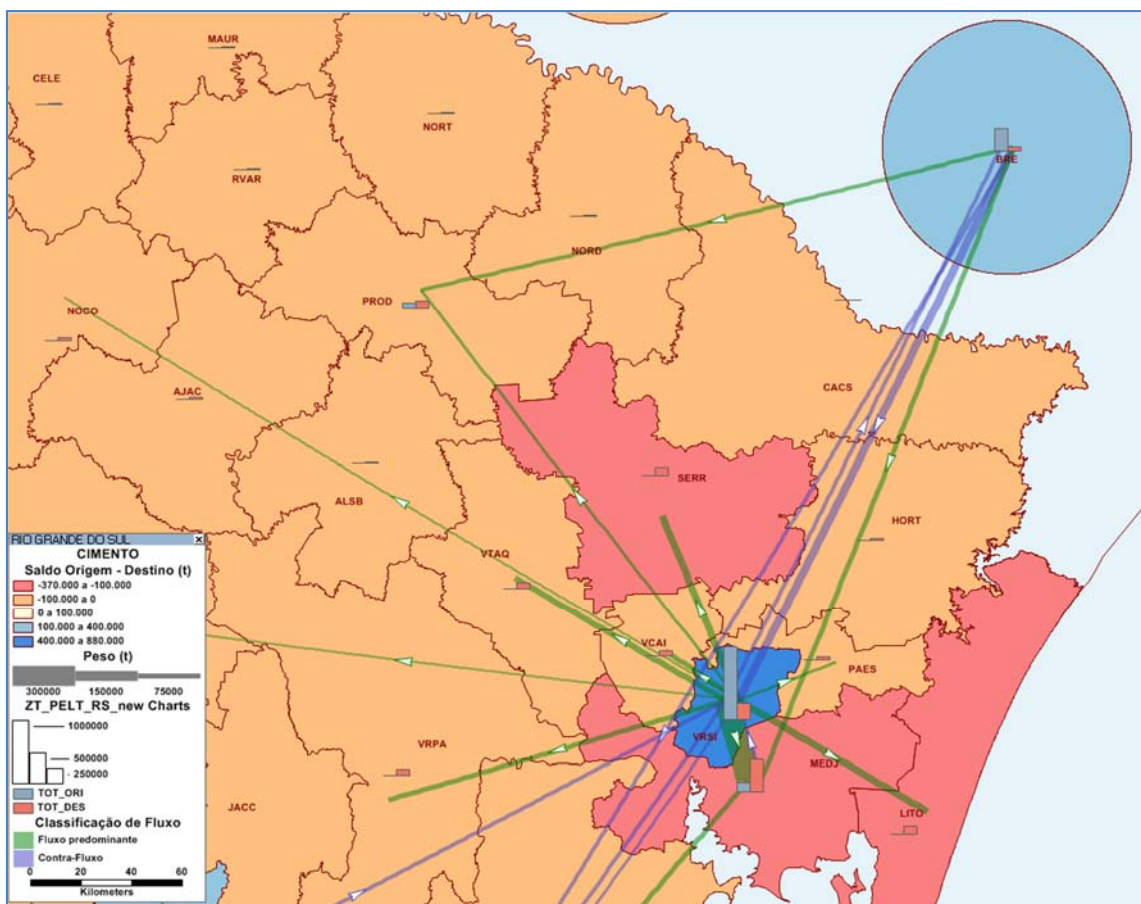 MAUR
CELE
NORT
RVAR
BRE
NORD
PROD
NOCO
AJAC
CACS
SERR
ALSB
HORT
VTAQ
VCAI
PAES
VRSI
VRPA
MEDJ
JACC
LITO
RIO GRANDE DO SUL
CIMENTO
Saldo Origem - Destino (t)
-370.000 a -100.000
-100.000 a 0
0 a 100.000
100.000 a 400.000
400.000 a 880.000
Peso (t)
300000 150000 75000
ZT_PELT_RS_new Charts
1000000
500000
250000
TOT_ORI
TOT_DES
Classificação de Fluxo
Fluxo predominante
Contra-Fluxo
0 20 40 60
Kilometers